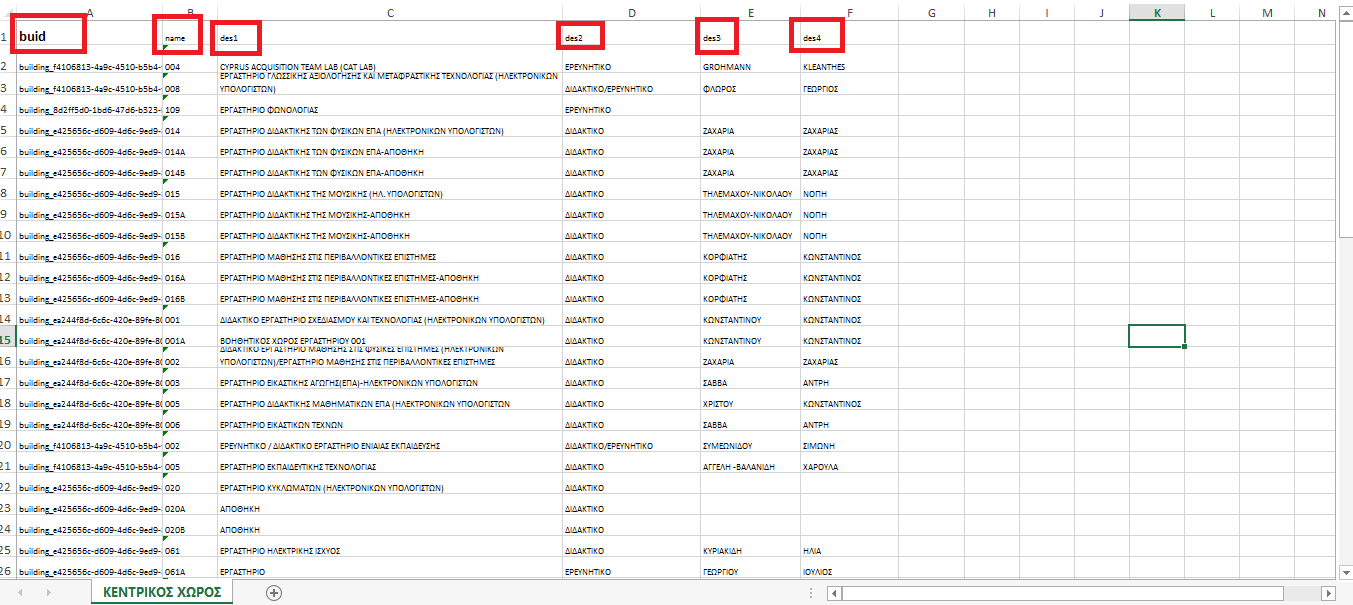 A B C D E F G H I J K L M N
1 buid name des1 des2 des3 des4
2 building_f4106813-4a9c-4510-b5b4- 004 CYPRUS ACQUISITION TEAM LAB (CAT LAB) ΕΡΕΥΝΗΤΙΚΟ GROHMANN KLEANTHES
ΕΡΓΑΣΤΗΡΙΟ ΓΛΩΣΣΙΚΗΣ ΑΞΙΟΛΟΓΗΣΗΣ ΚΑΙ ΜΕΤΑΦΡΑΣΤΙΚΗΣ ΤΕΧΝΟΛΟΓΙΑΣ (ΗΛΕΚΤΡΟΝΙΚΩΝ
3 building_f4106813-4a9c-4510-b5b4- 008 ΥΠΟΛΟΓΙΣΤΩΝ) ΔΙΔΑΚΤΙΚΟ/ΕΡΕΥΝΗΤΙΚΟ ΦΛΩΡΟΣ ΓΕΩΡΓΙΟΣ
4 building_8d2ff5d0-1bd6-47d6-b323- 109 ΕΡΓΑΣΤΗΡΙΟ ΦΩΝΟΛΟΓΙΑΣ ΕΡΕΥΝΗΤΙΚΟ
5 building_e425656c-d609-4d6c-9ed9- 014 ΕΡΓΑΣΤΗΡΙΟ ΔΙΔΑΚΤΙΚΗΣ ΤΩΝ ΦΥΣΙΚΩΝ ΕΠΑ (ΗΛΕΚΤΡΟΝΙΚΩΝ ΥΠΟΛΟΓΙΣΤΩΝ) ΔΙΔΑΚΤΙΚΟ ΖΑΧΑΡΙΑ ΖΑΧΑΡΙΑΣ
6 building_e425656c-d609-4d6c-9ed9- 014Α ΕΡΓΑΣΤΗΡΙΟ ΔΙΔΑΚΤΙΚΗΣ ΤΩΝ ΦΥΣΙΚΩΝ ΕΠΑ-ΑΠΟΘΗΚΗ ΔΙΔΑΚΤΙΚΟ ΖΑΧΑΡΙΑ ΖΑΧΑΡΙΑΣ
7 building_e425656c-d609-4d6c-9ed9- 014Β ΕΡΓΑΣΤΗΡΙΟ ΔΙΔΑΚΤΙΚΗΣ ΤΩΝ ΦΥΣΙΚΩΝ ΕΠΑ-ΑΠΟΘΗΚΗ ΔΙΔΑΚΤΙΚΟ ΖΑΧΑΡΙΑ ΖΑΧΑΡΙΑΣ
8 building_e425656c-d609-4d6c-9ed9- 015 ΕΡΓΑΣΤΗΡΙΟ ΔΙΔΑΚΤΙΚΗΣ ΤΗΣ ΜΟΥΣΙΚΗΣ (ΗΛ. ΥΠΟΛΟΓΙΣΤΩΝ) ΔΙΔΑΚΤΙΚΟ ΤΗΛΕΜΑΧΟΥ-ΝΙΚΟΛΑΟΥ ΝΟΠΗ
9 building_e425656c-d609-4d6c-9ed9- 015Α ΕΡΓΑΣΤΗΡΙΟ ΔΙΔΑΚΤΙΚΗΣ ΤΗΣ ΜΟΥΣΙΚΗΣ-ΑΠΟΘΗΚΗ ΔΙΔΑΚΤΙΚΟ ΤΗΛΕΜΑΧΟΥ-ΝΙΚΟΛΑΟΥ ΝΟΠΗ
10 building_e425656c-d609-4d6c-9ed9- 015Β ΕΡΓΑΣΤΗΡΙΟ ΔΙΔΑΚΤΙΚΗΣ ΤΗΣ ΜΟΥΣΙΚΗΣ-ΑΠΟΘΗΚΗ ΔΙΔΑΚΤΙΚΟ ΤΗΛΕΜΑΧΟΥ-ΝΙΚΟΛΑΟΥ ΝΟΠΗ
11 building_e425656c-d609-4d6c-9ed9- 016 ΕΡΓΑΣΤΗΡΙΟ ΜΑΘΗΣΗΣ ΣΤΙΣ ΠΕΡΙΒΑΛΛΟΝΤΙΚΕΣ ΕΠΙΣΤΗΜΕΣ ΔΙΔΑΚΤΙΚΟ ΚΟΡΦΙΑΤΗΣ ΚΩΝΣΤΑΝΤΙΝΟΣ
12 building_e425656c-d609-4d6c-9ed9- 016Α ΕΡΓΑΣΤΗΡΙΟ ΜΑΘΗΣΗΣ ΣΤΙΣ ΠΕΡΙΒΑΛΛΟΝΤΙΚΕΣ ΕΠΙΣΤΗΜΕΣ-ΑΠΟΘΗΚΗ ΔΙΔΑΚΤΙΚΟ ΚΟΡΦΙΑΤΗΣ ΚΩΝΣΤΑΝΤΙΝΟΣ
13 building_e425656c-d609-4d6c-9ed9- 016Β ΕΡΓΑΣΤΗΡΙΟ ΜΑΘΗΣΗΣ ΣΤΙΣ ΠΕΡΙΒΑΛΛΟΝΤΙΚΕΣ ΕΠΙΣΤΗΜΕΣ-ΑΠΟΘΗΚΗ ΔΙΔΑΚΤΙΚΟ ΚΟΡΦΙΑΤΗΣ ΚΩΝΣΤΑΝΤΙΝΟΣ
14 building_ea244f8d-6c6c-420e-89fe-80 001 ΔΙΔΑΚΤΙΚΟ ΕΡΓΑΣΤΗΡΙΟ ΣΧΕΔΙΑΣΜΟΥ ΚΑΙ ΤΕΧΝΟΛΟΓΙΑΣ (ΗΛΕΚΤΡΟΝΙΚΩΝ ΥΠΟΛΟΓΙΣΤΩΝ) ΔΙΔΑΚΤΙΚΟ ΚΩΝΣΤΑΝΤΙΝΟΥ ΚΩΝΣΤΑΝΤΙΝΟΣ
15 building_ea244f8d-6c6c-420e-89fe-80 001Α ΒΟΗΘΗΤΙΚΟΣ ΧΩΡΟΣ ΕΡΓΑΣΤΗΡΙΟΥ 001 ΔΙΔΑΚΤΙΚΟ ΚΩΝΣΤΑΝΤΙΝΟΥ ΚΩΝΣΤΑΝΤΙΝΟΣ
ΔΙΔΑΚΤΙΚΟ ΕΡΓΑΣΤΗΡΙΟ ΜΑΘΗΣΗΣ ΣΤΙΣ ΦΥΣΙΚΕΣ ΕΠΙΣΤΗΜΕΣ (ΗΛΕΚΤΡΟΝΙΚΩΝ
16 building_ea244f8d-6c6c-420e-89fe-80 002 ΥΠΟΛΟΓΙΣΤΩΝ)/ΕΡΓΑΣΤΗΡΙΟ ΜΑΘΗΣΗΣ ΣΤΙΣ ΠΕΡΙΒΑΛΛΟΝΤΙΚΕΣ ΕΠΙΣΤΗΜΕΣ ΔΙΔΑΚΤΙΚΟ ΖΑΧΑΡΙΑ ΖΑΧΑΡΙΑΣ
17 building_ea244f8d-6c6c-420e-89fe-80 003 ΕΡΓΑΣΤΗΡΙΟ ΕΙΚΑΣΤΙΚΗΣ ΑΓΩΓΗΣ(ΕΠΑ)-ΗΛΕΚΤΡΟΝΙΚΩΝ ΥΠΟΛΟΓΙΣΤΩΝ ΔΙΔΑΚΤΙΚΟ ΣΑΒΒΑ ΑΝΤΡΗ
18 building_ea244f8d-6c6c-420e-89fe-80 005 ΕΡΓΑΣΤΗΡΙΟ ΔΙΔΑΚΤΙΚΗΣ ΜΑΘΗΜΑΤΙΚΩΝ ΕΠΑ (ΗΛΕΚΤΡΟΝΙΚΩΝ ΥΠΟΛΟΓΙΣΤΩΝ ΔΙΔΑΚΤΙΚΟ ΧΡΙΣΤΟΥ ΚΩΝΣΤΑΝΤΙΝΟΣ
19 building_ea244f8d-6c6c-420e-89fe-80 006 ΕΡΓΑΣΤΗΡΙΟ ΕΙΚΑΣΤΙΚΩΝ ΤΕΧΝΩΝ ΔΙΔΑΚΤΙΚΟ ΣΑΒΒΑ ΑΝΤΡΗ
20 building_f4106813-4a9c-4510-b5b4- 002 ΕΡΕΥΝΗΤΙΚΟ / ΔΙΔΑΚΤΙΚΟ ΕΡΓΑΣΤΗΡΙΟ ΕΝΙΑΙΑΣ ΕΚΠΑΙΔΕΥΣΗΣ ΔΙΔΑΚΤΙΚΟ/ΕΡΕΥΝΗΤΙΚΟ ΣΥΜΕΩΝΙΔΟΥ ΣΙΜΩΝΗ
21 building_f4106813-4a9c-4510-b5b4- 005 ΕΡΓΑΣΤΗΡΙΟ ΕΚΠΑΙΔΕΥΤΙΚΗΣ ΤΕΧΝΟΛΟΓΙΑΣ ΔΙΔΑΚΤΙΚΟ ΑΓΓΕΛΗ -ΒΑΛΑΝΙΔΗ ΧΑΡΟΥΛΑ
22 building_e425656c-d609-4d6c-9ed9- 020 ΕΡΓΑΣΤΗΡΙΟ ΚΥΚΛΩΜΑΤΩΝ (ΗΛΕΚΤΡΟΝΙΚΩΝ ΥΠΟΛΟΓΙΣΤΩΝ) ΔΙΔΑΚΤΙΚΟ
23 building_e425656c-d609-4d6c-9ed9- 020Α ΑΠΟΘΗΚΗ ΔΙΔΑΚΤΙΚΟ
24 building_e425656c-d609-4d6c-9ed9- 020Β ΑΠΟΘΗΚΗ ΔΙΔΑΚΤΙΚΟ
25 building_e425656c-d609-4d6c-9ed9- 061 ΕΡΓΑΣΤΗΡΙΟ ΗΛΕΚΤΡΙΚΗΣ ΙΣΧΥΟΣ ΔΙΔΑΚΤΙΚΟ ΚΥΡΙΑΚΙΔΗ ΗΛΙΑ
26 building_e425656c-d609-4d6c-9ed9- 061Α ΕΡΓΑΣΤΗΡΙΟ ΕΡΕΥΝΗΤΙΚΟ ΓΕΩΡΓΙΟΥ ΙΟΥΛΙΟΣ
ΚΕΝΤΡΙΚΟΣ ΧΩΡΟΣ